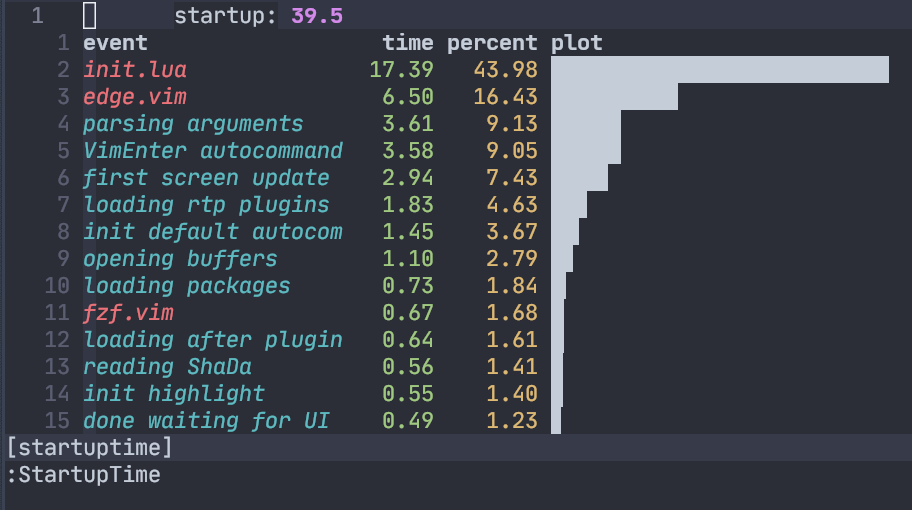 1 startup: 39.5
1 event time percent plot
2 init.lua 17.39 43.98
3 edge.vim 6.50 16.43
4 parsing arguments 3.61 9.13
5 VimEnter autocommand 3.58 9.05
6 first screen update 2.94 7.43
7 loading rtp plugins 1.83 4.63
8 init default autocom 1.45 3.67
9 opening buffers 1.10 2.79
10 loading packages 0.73 1.84
11 fzf.vim 0.67 1.68
12 loading after plugin 0.64 1.61
13 reading ShaDa 0.56 1.41
14 init highlight 0.55 1.40
15 done waiting for UI 0.49 1.23
[startuptime]
:StartupTime